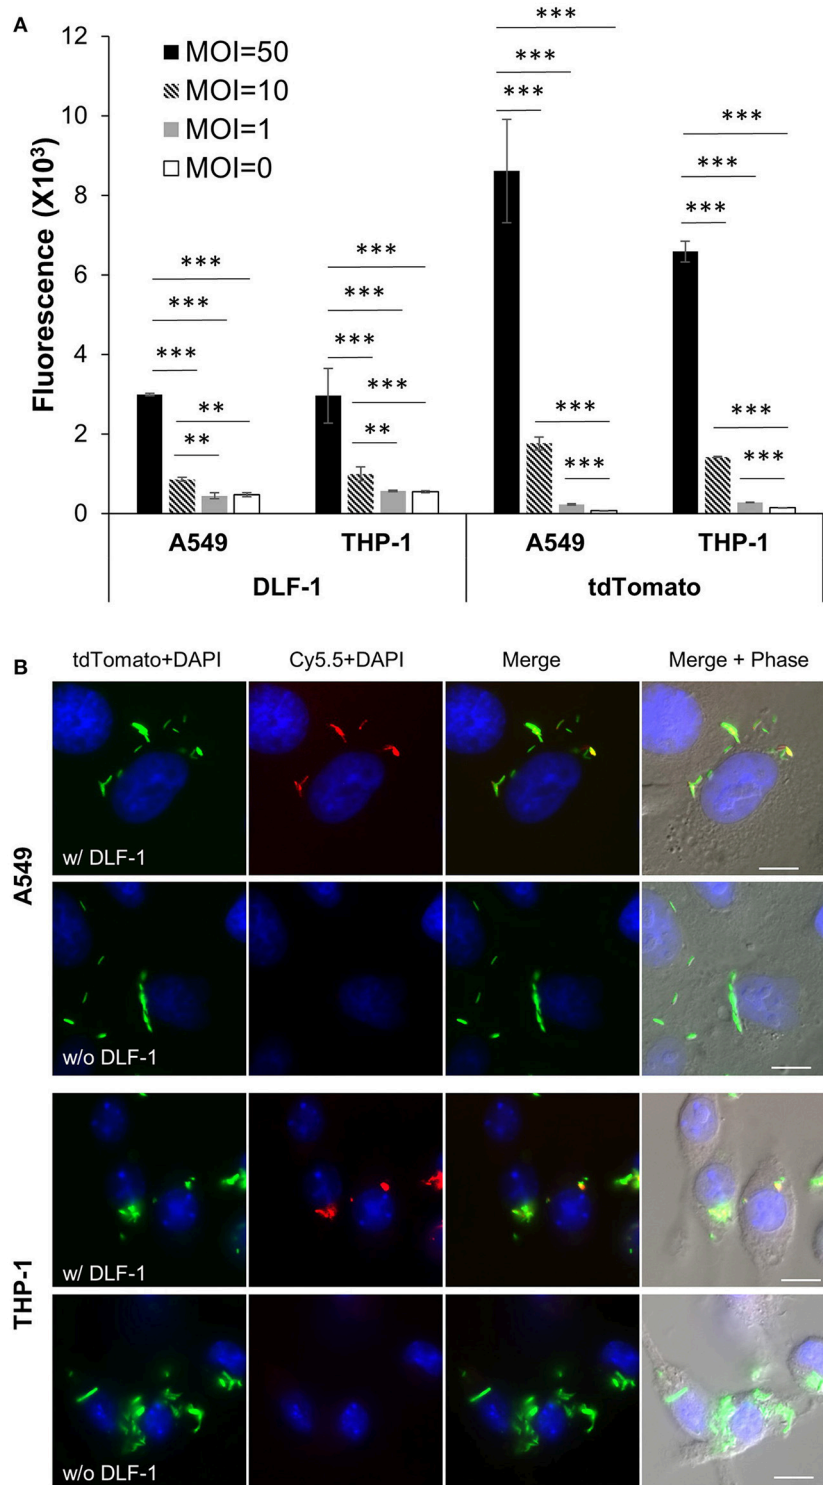 A
12
10
8
6
4
2
0
Fluorescence (X10³)
MOI=50
MOI=10
MOI=1
MOI=0
***
***
***
**
**
***
***
***
***
**
***
***
***
***
***
***
***
***
***
***
A549
THP-1
A549
THP-1
DLF-1
tdTomato
B
tdTomato+DAPI
Cy5.5+DAPI
Merge
Merge + Phase
A549
w/ DLF-1
w/o DLF-1
THP-1
w/ DLF-1
w/o DLF-1